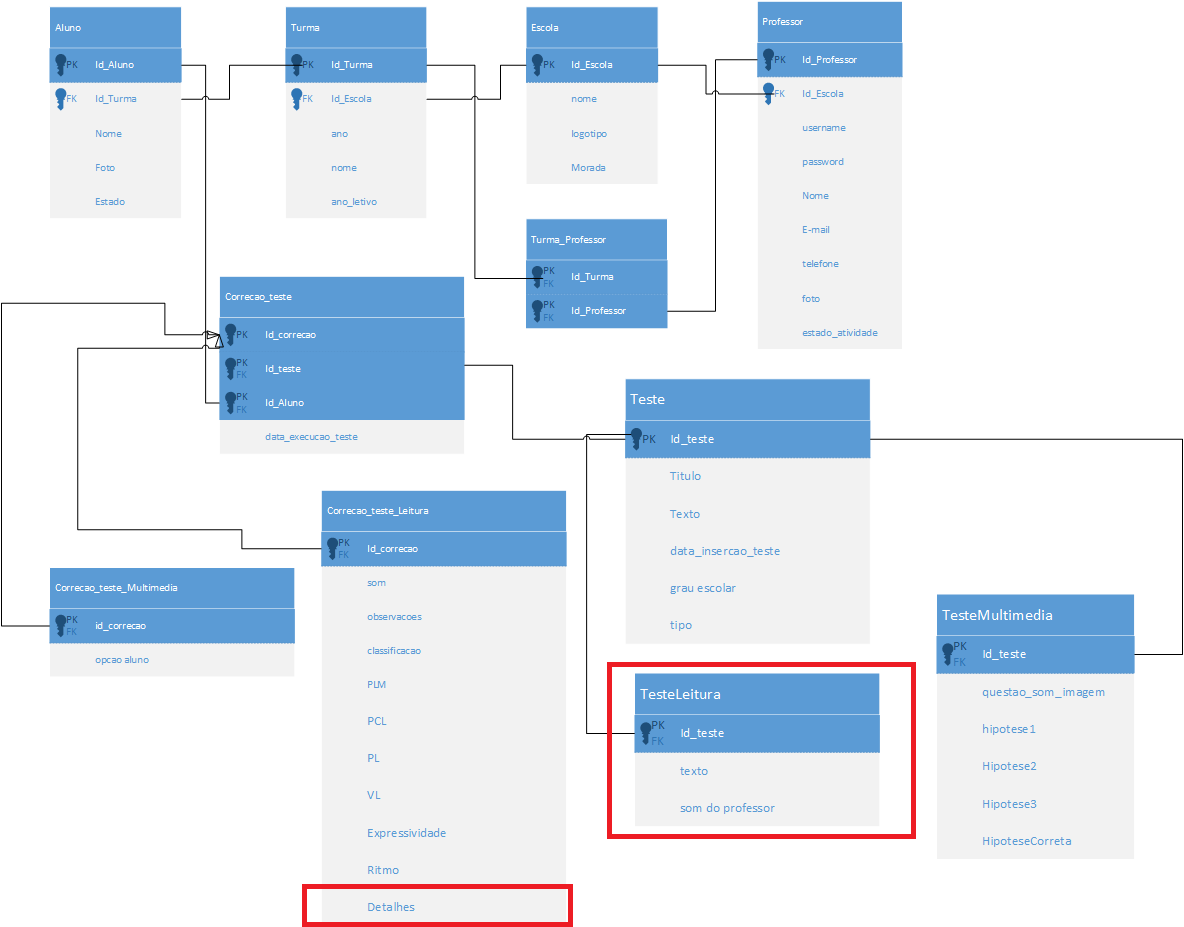 Aluno
PK Id_Aluno
FK Id_Turma
Nome
Foto
Estado
Turma
PK Id_Turma
FK Id_Escola
ano
nome
ano_letivo
Escola
PK Id_Escola
nome
logotipo
Morada
Professor
PK Id_Professor
FK Id_Escola
username
password
Nome
E-mail
telefone
foto
estado_atividade
Turma_Professor
PK
FK Id_Turma
PK
FK Id_Professor
Correcao_teste
PK Id_correcao
PK
FK Id_teste
PK
FK Id_Aluno
data_execucao_teste
Teste
PK Id_teste
Titulo
Texto
data_insercao_teste
grau escolar
tipo
Correcao_teste_Leitura
PK
FK Id_correcao
som
observacoes
classificacao
PLM
PCL
PL
VL
Expressividade
Ritmo
Detalhes
Correcao_teste_Multimedia
PK
FK id_correcao
opcao aluno
TesteLeitura
PK
FK Id_teste
texto
som do professor
TesteMultimedia
PK
FK Id_teste
questao_som_imagem
hipotese1
Hipotese2
Hipotese3
HipoteseCorreta